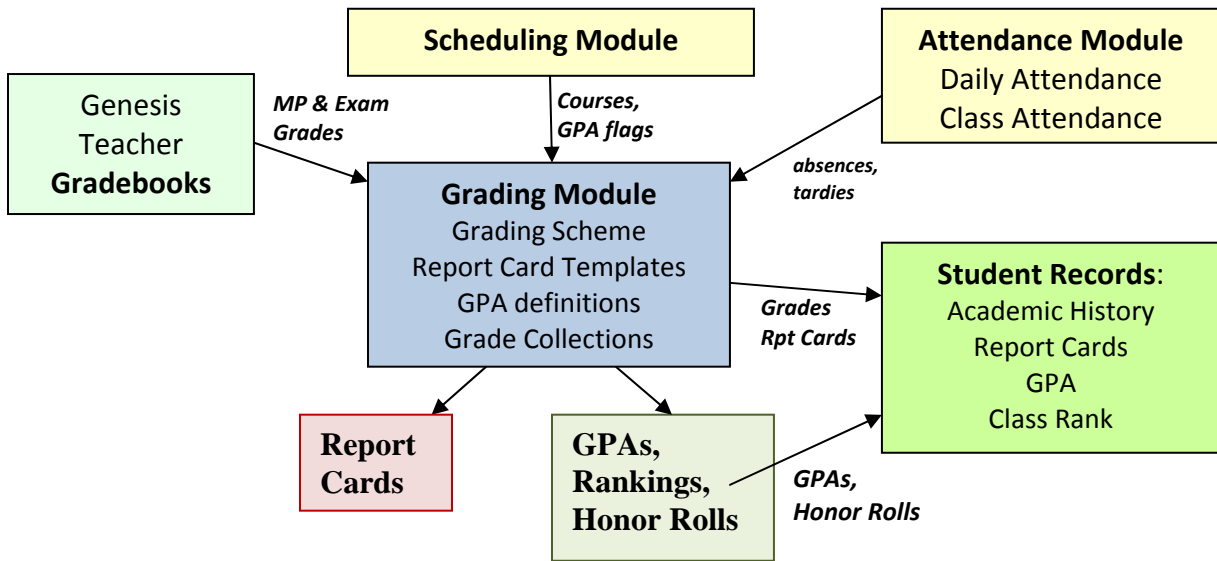 Scheduling Module
Attendance Module
Daily Attendance
Class Attendance
Genesis
Teacher
Gradebooks
MP & Exam
Grades
Courses,
GPA flags
absences,
tardies
Grading Module
Grading Scheme
Report Card Templates
GPA definitions
Grade Collections
Grades
Rpt Cards
Student Records:
Academic History
Report Cards
GPA
Class Rank
Report
Cards
GPAs,
Rankings,
Honor Rolls
GPAs,
Honor Rolls